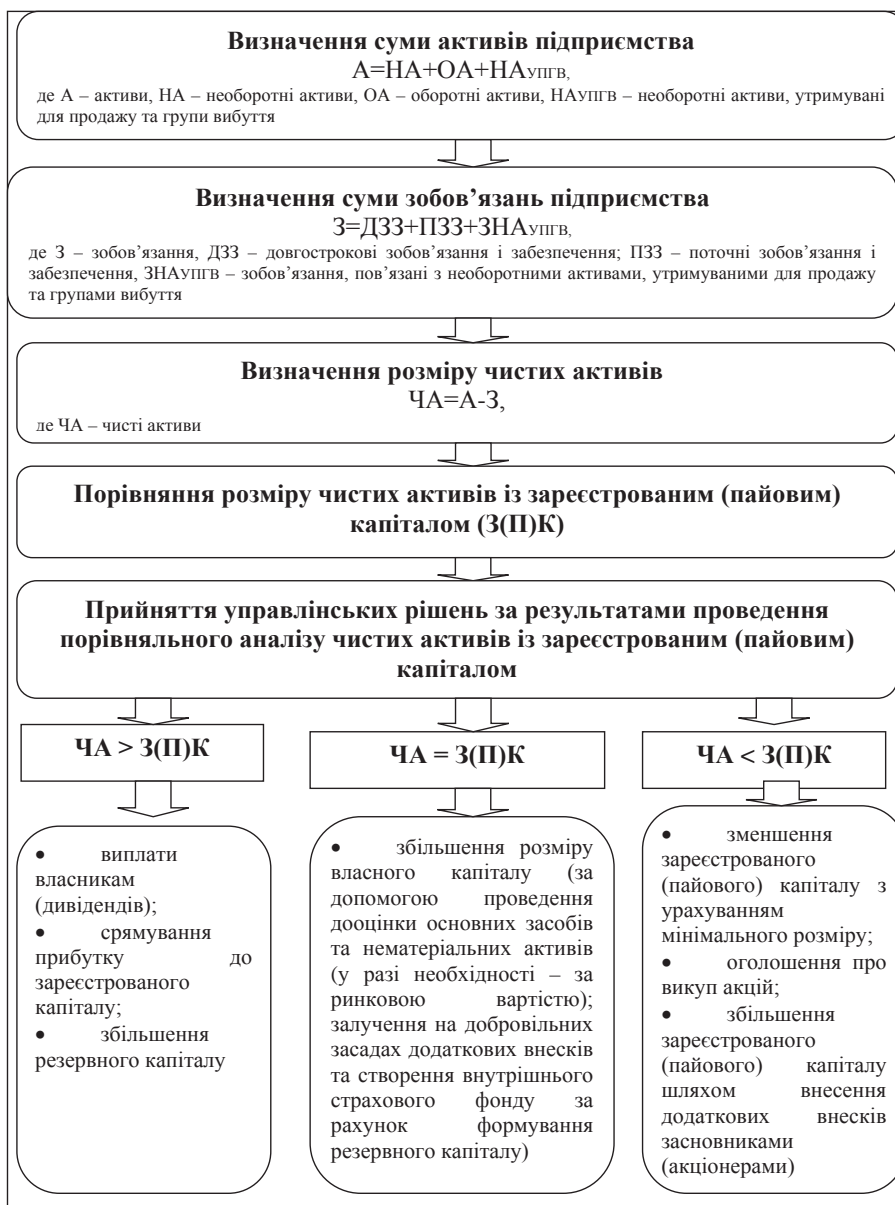 Визначення суми активів підприємства
А=НА+ОА+НАУПГВ,
де А – активи, НА – необоротні активи, ОА – оборотні активи, НАУПГВ – необоротні активи, утримувані
для продажу та групи вибуття
Визначення суми зобов’язань підприємства
З=ДЗЗ+ПЗЗ+ЗНАУПГВ,
де З – зобов’язання, ДЗЗ – довгострокові зобов’язання і забезпечення; ПЗЗ – поточні зобов’язання і
забезпечення, ЗНАУПГВ – зобов’язання, пов’язані з необоротними активами, утримуваними для продажу
та групами вибуття
Визначення розміру чистих активів
ЧА=А-З,
де ЧА – чисті активи
Порівняння розміру чистих активів із зареєстрованим (пайовим)
капіталом (З(П)К)
Прийняття управлінських рішень за результатами проведення
порівняльного аналізу чистих активів із зареєстрованим (пайовим)
капіталом
ЧА > З(П)К
• виплати
власникам
(дивідендів);
• срямування
прибутку до
зареєстрованого
капіталу;
• збільшення
резервного капіталу
ЧА = З(П)К
• збільшення розміру
власного капіталу (за
допомогою проведення
дооцінки основних засобів
та нематеріальних активів
(у разі необхідності – за
ринковою вартістю);
залучення на добровільних
засадах додаткових внесків
та створення внутрішнього
страхового фонду за
рахунок формування
резервного капіталу)
ЧА < З(П)К
• зменшення
зареєстрованого
(пайового) капіталу з
урахуванням
мінімального розміру;
• оголошення про
викуп акцій;
• збільшення
зареєстрованого
(пайового) капіталу
шляхом внесення
додаткових внесків
засновниками
(акціонерами)